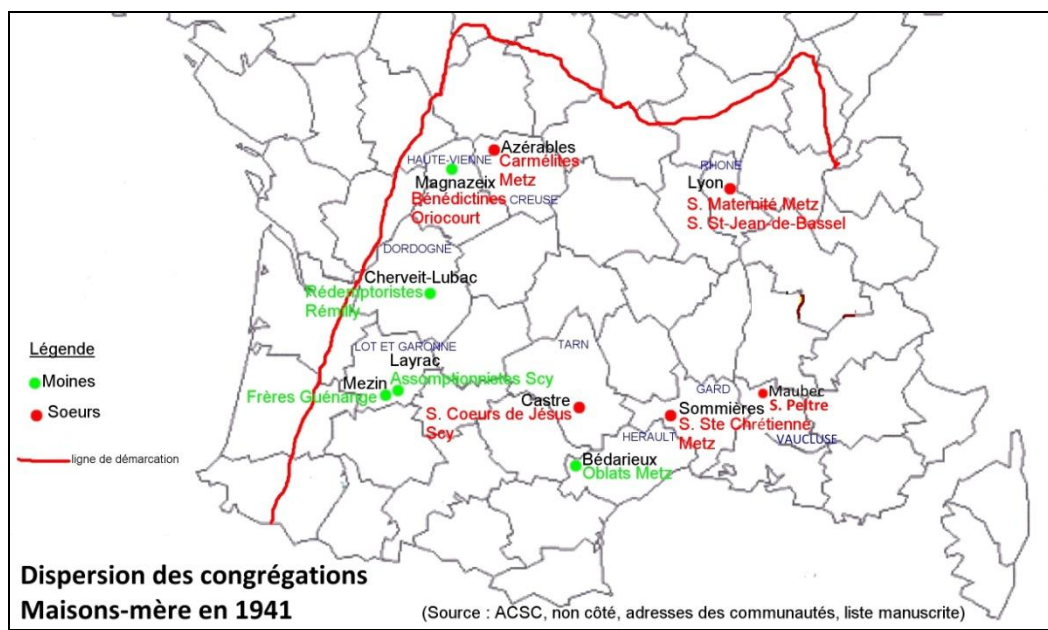 Azérables
HAUTE-VIENNE
Carmélites
Metz
Magnazeix
Bénédictines
Oriocourt
CREUSE
RHONE
Lyon
S. Maternité Metz
S. St-Jean-de-Bassel
DORDOGNE
Cherveit-Lubac
Rédemptoristes
Rémilly
LOT ET GARONNE
Layrac
Assomptionnistes Scy
Mezin
Frères Guénange
TARN
Castre
S. Coeurs de Jésus
Scy
GARD
Sommières
S. Ste Chrétienne
Metz
HERAULT
Maubec
S. Peltre
VAUCLUSE
Bédarieux
Oblats Metz
Légende
Moines
Soeurs
ligne de démarcation
Dispersion des congrégations
Maisons-mère en 1941
(Source : ACSC, non côté, adresses des communautés, liste manuscrite)